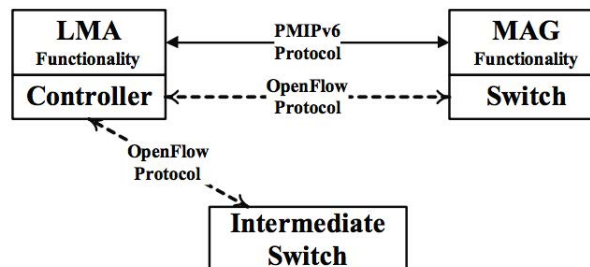 LMA
Functionality
Controller
PMIPv6
Protocol
MAG
Functionality
Switch
OpenFlow
Protocol
OpenFlow
Protocol
Intermediate
Switch